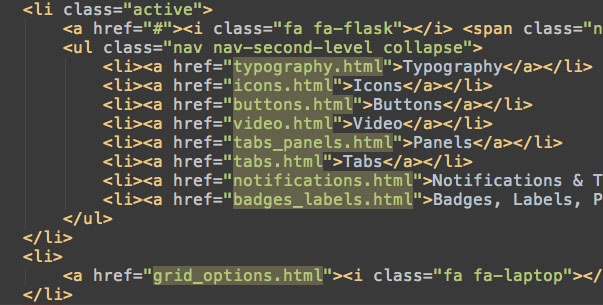 <li class="active">
<a href="#"><i class="fa fa-flask"></i> <span class="n
<ul class="nav nav-second-level collapse">
<li><a href="typography.html">Typography</a></li>
<li><a href="icons.html">Icons</a></li>
<li><a href="buttons.html">Buttons</a></li>
<li><a href="video.html">Video</a></li>
<li><a href="tabs_panels.html">Panels</a></li>
<li><a href="tabs.html">Tabs</a></li>
<li><a href="notifications.html">Notifications & T
<li><a href="badges_labels.html">Badges, Labels, P
</ul>
</li>
<li>
<a href="grid_options.html"><i class="fa fa-laptop"></
</li>